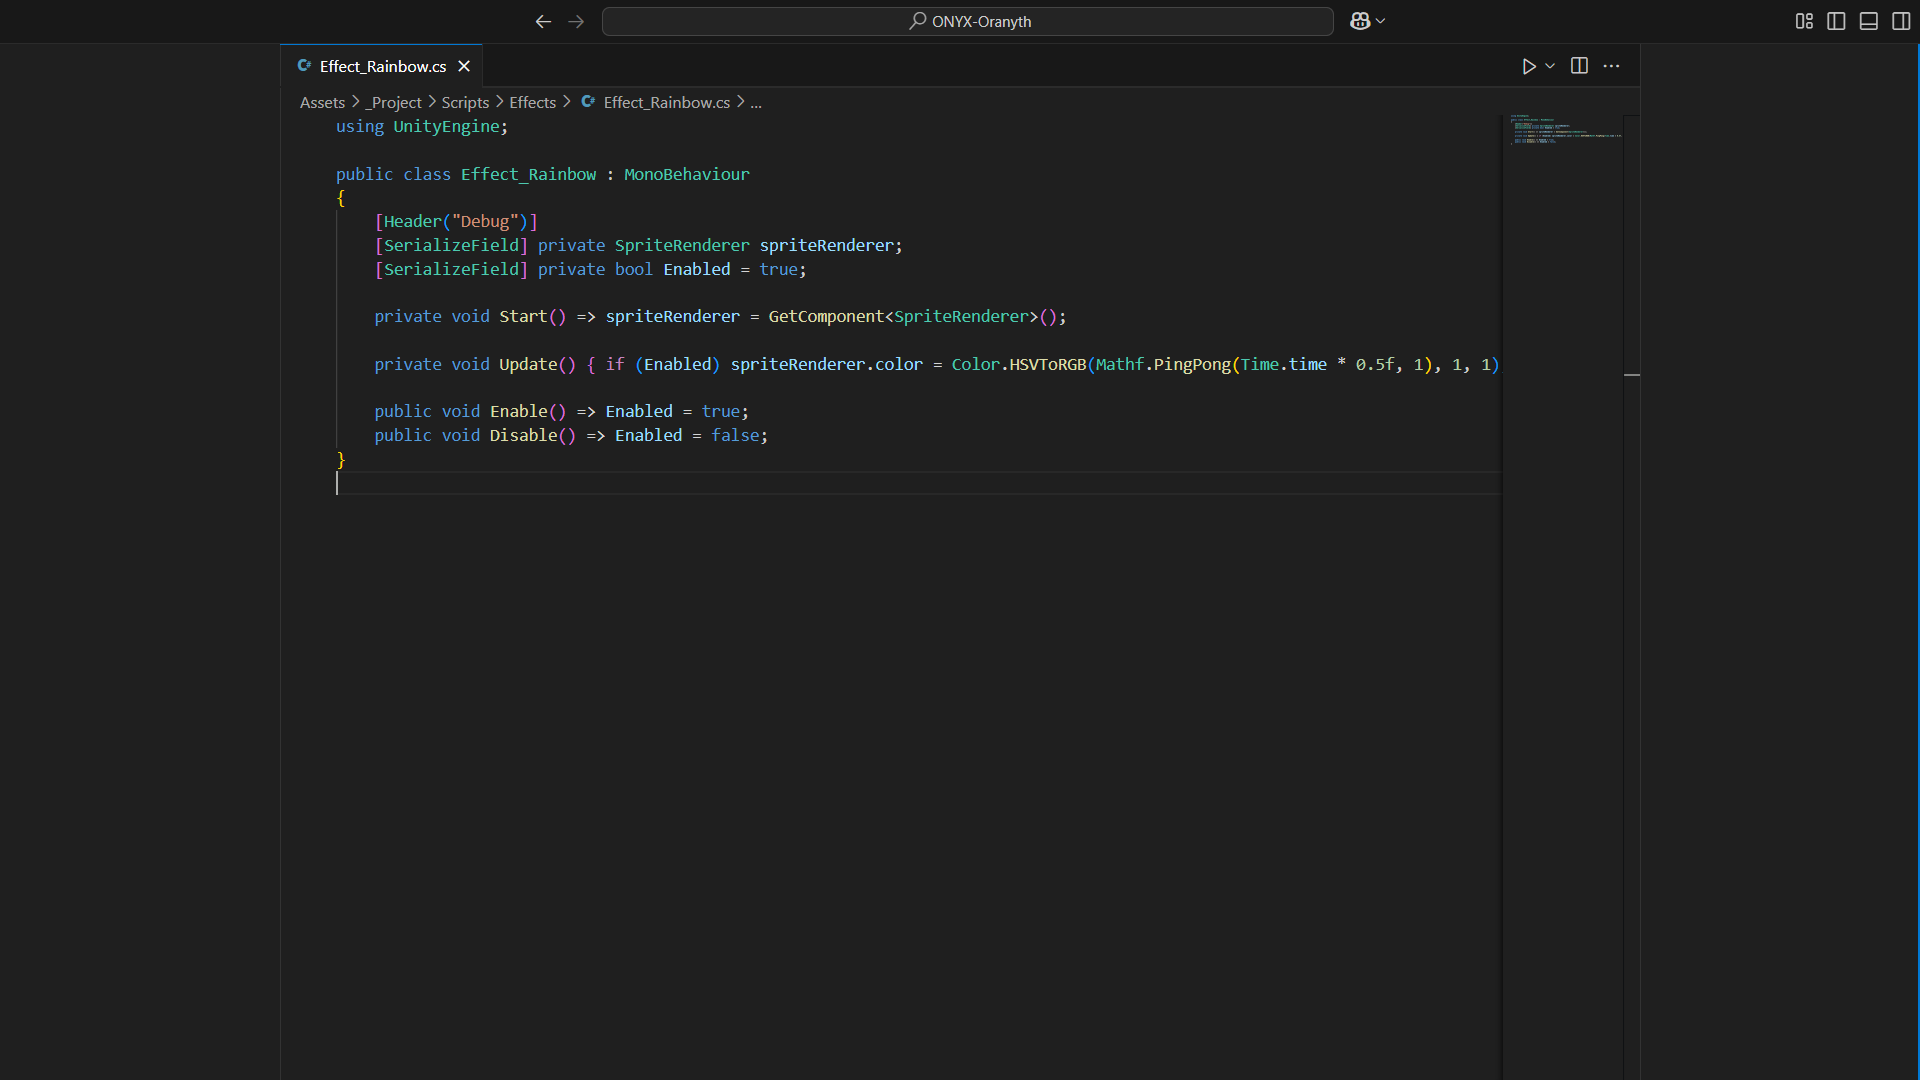 ONYX-Oranyth
Effect_Rainbow.cs
Assets > _Project > Scripts > Effects > C# Effect_Rainbow.cs > ...
using UnityEngine;
public class Effect_Rainbow : MonoBehaviour
{
[Header("Debug")]
[SerializeField] private SpriteRenderer spriteRenderer;
[SerializeField] private bool Enabled = true;
private void Start() => spriteRenderer = GetComponent<SpriteRenderer>();
private void Update() { if (Enabled) spriteRenderer.color = Color.HSVToRGB(Mathf.PingPong(Time.time * 0.5f, 1), 1, 1)
public void Enable() => Enabled = true;
public void Disable() => Enabled = false;
}